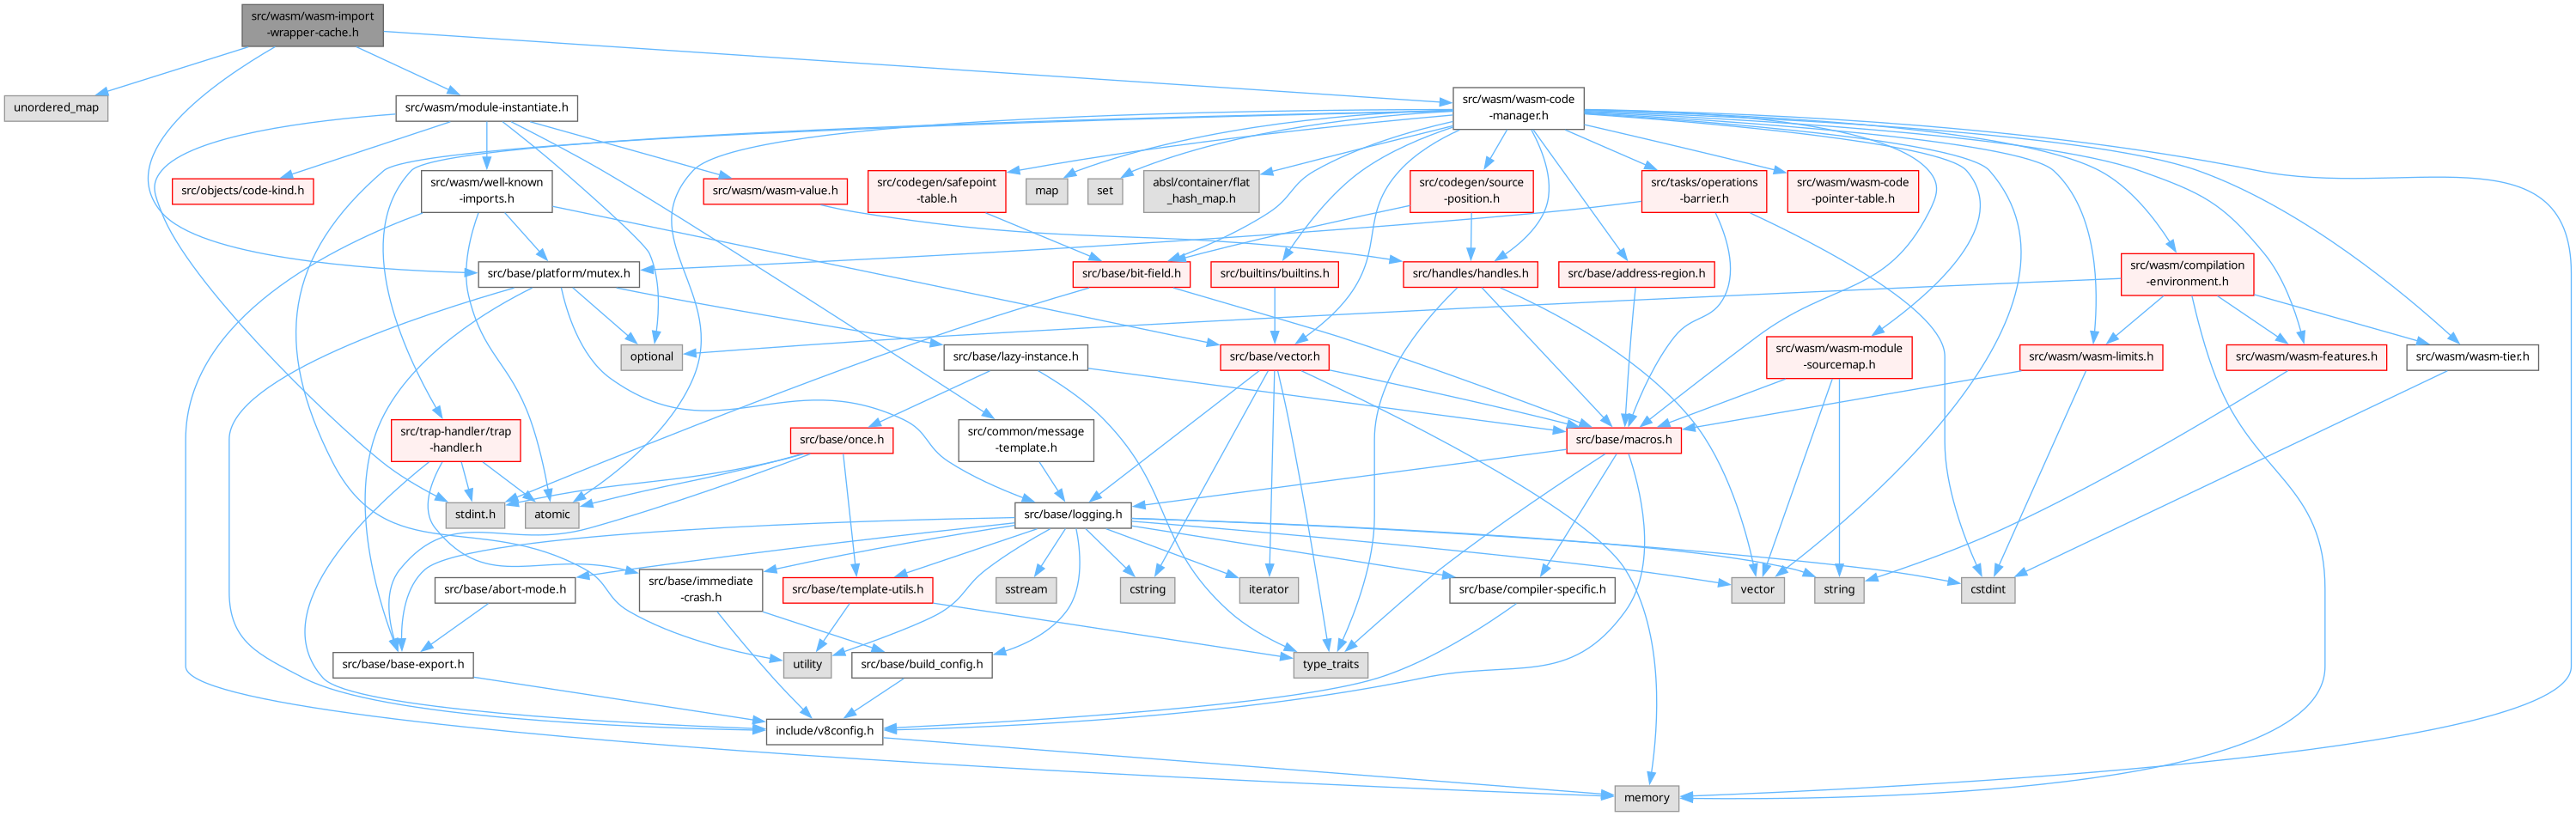 src/wasm/wasm-import
-wrapper-cache.h
unordered_map
src/wasm/module-instantiate.h
src/wasm/wasm-code
-manager.h
src/objects/code-kind.h
src/wasm/well-known
-imports.h
src/wasm/wasm-value.h
src/codegen/safepoint
-table.h
map
set
absl/container/flat
_hash_map.h
src/codegen/source
-position.h
src/tasks/operations
-barrier.h
src/wasm/wasm-code
-pointer-table.h
src/base/platform/mutex.h
src/base/bit-field.h
src/builtins/builtins.h
src/handles/handles.h
src/base/address-region.h
src/wasm/compilation
-environment.h
optional
src/base/lazy-instance.h
src/base/vector.h
src/wasm/wasm-module
-sourcemap.h
src/wasm/wasm-limits.h
src/wasm/wasm-features.h
src/wasm/wasm-tier.h
src/trap-handler/trap
-handler.h
src/base/once.h
src/common/message
-template.h
src/base/macros.h
stdint.h
atomic
src/base/logging.h
src/base/abort-mode.h
src/base/immediate
-crash.h
src/base/template-utils.h
sstream
cstring
iterator
src/base/compiler-specific.h
vector
string
cstdint
src/base/base-export.h
utility
src/base/build_config.h
type_traits
include/v8config.h
memory